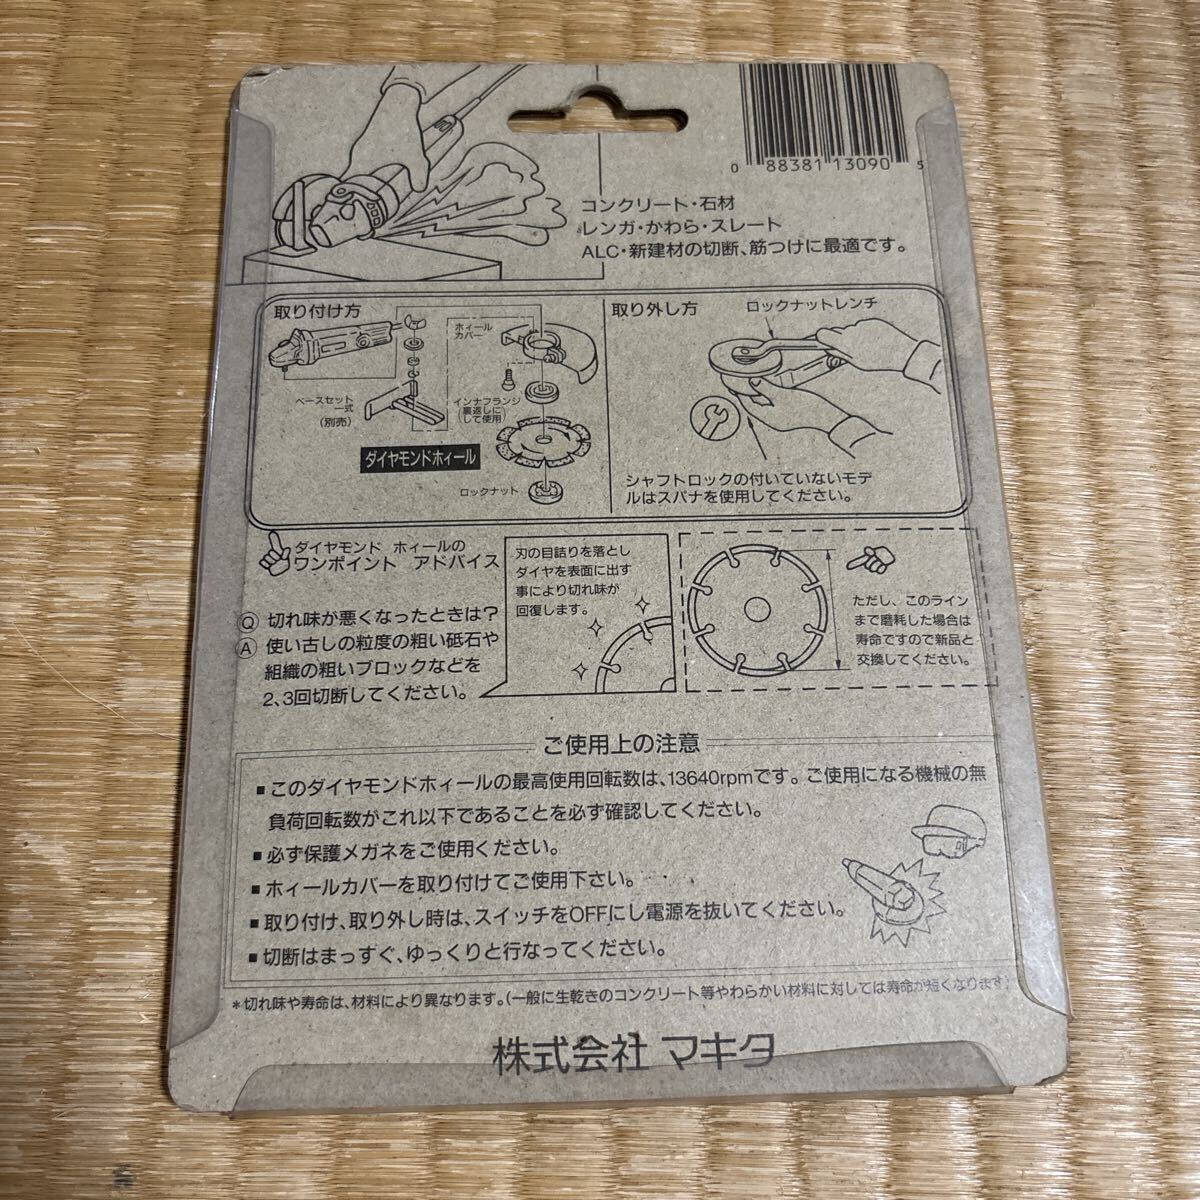 0 88381 13090 5
コンクリート・石材
レンガ・かわら・スレート
ALC・新建材の切断、筋つけに最適です。
取り付け方
ホィール
カバー
ベースセット
一式
(別売)
インナフランジ
(裏返しに
して使用)
ダイヤモンドホィール
ロックナット
取り外し方
ロックナットレンチ
シャフトロックの付いていないモデ
ルはスパナを使用してください。
ダイヤモンド ホィールの
ワンポイント アドバイス
Q 切れ味が悪くなったときは?
A 使い古しの粒度の粗い砥石や
組織の粗いブロックなどを
2、3回切断してください。
刃の目詰りを落とし
ダイヤを表面に出す
事により切れ味が
回復します。
ただし、このライン
まで磨耗した場合は
寿命ですので新品と
交換してください。
ご使用上の注意
■このダイヤモンドホィールの最高使用回転数は、13640rpmです。ご使用になる機械の無
負荷回転数がこれ以下であることを必ず確認してください。
■必ず保護メガネをご使用ください。
■ホィールカバーを取り付けてご使用下さい。
■取り付け、取り外し時は、スイッチをOFFにし電源を抜いてください。
■切断はまっすぐ、ゆっくりと行なってください。
*切れ味や寿命は、材料により異なります。(一般に生乾きのコンクリート等やわらかい材料に対しては寿命が短くなります)
株式会社 マキタ